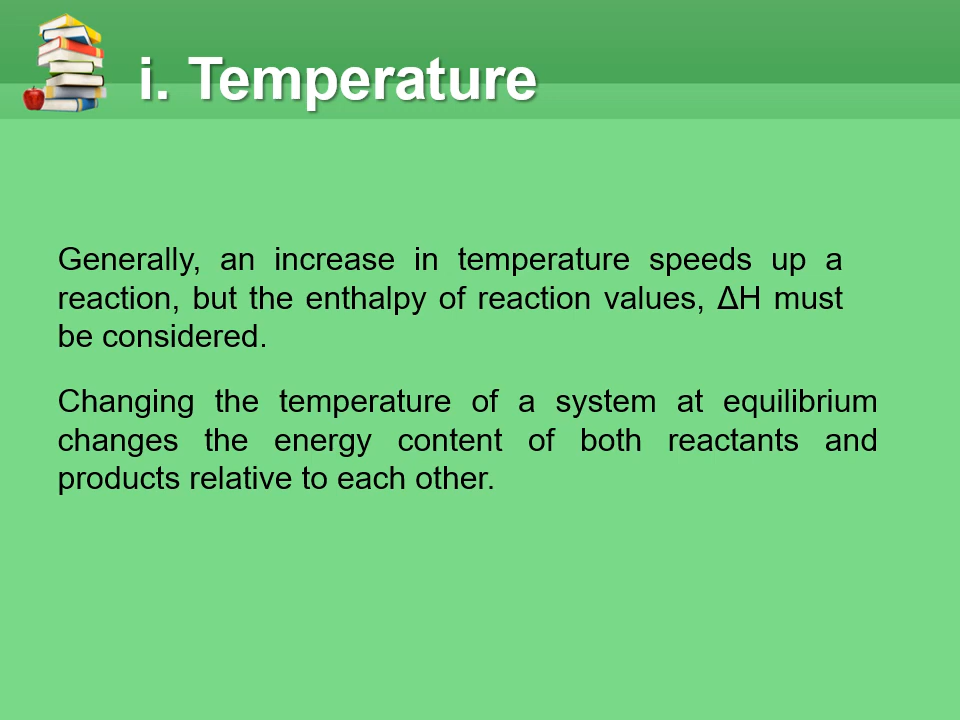 i. Temperature
Generally, an increase in temperature speeds up a
reaction, but the enthalpy of reaction values, ΔH must
be considered.
Changing the temperature of a system at equilibrium
changes the energy content of both reactants and
products relative to each other.